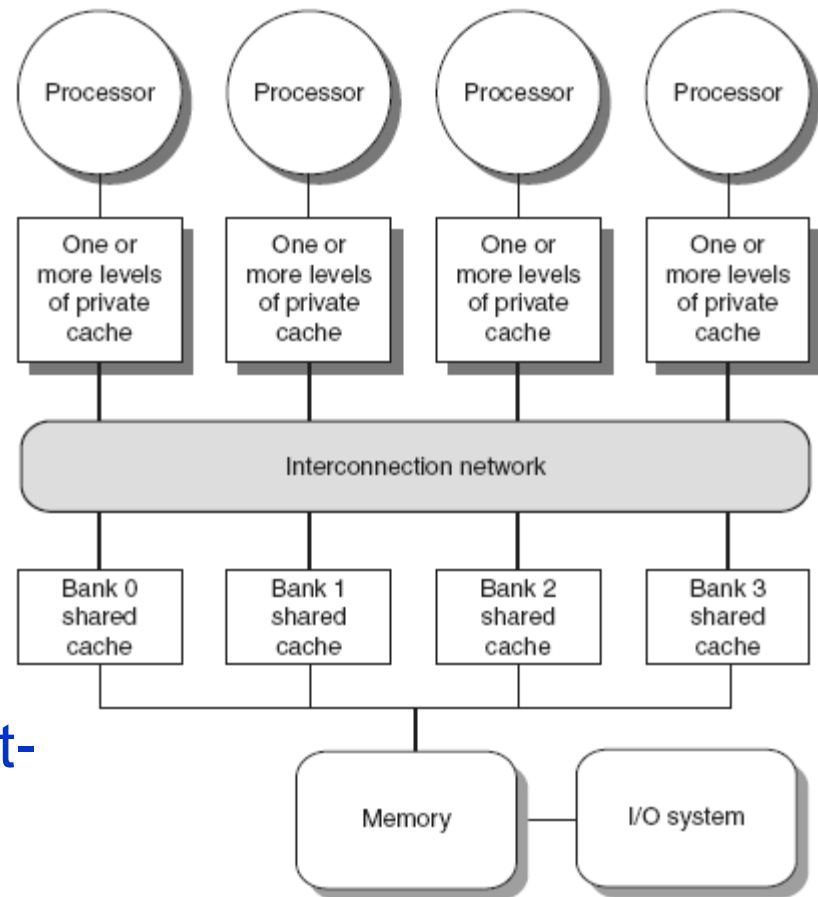 Processor
Processor
Processor
Processor
One or
more levels
of private
cache
One or
more levels
of private
cache
One or
more levels
of private
cache
One or
more levels
of private
cache
Interconnection network
Bank 0
shared
cache
Bank 1
shared
cache
Bank 2
shared
cache
Bank 3
shared
cache
t-
Memory
I/O system